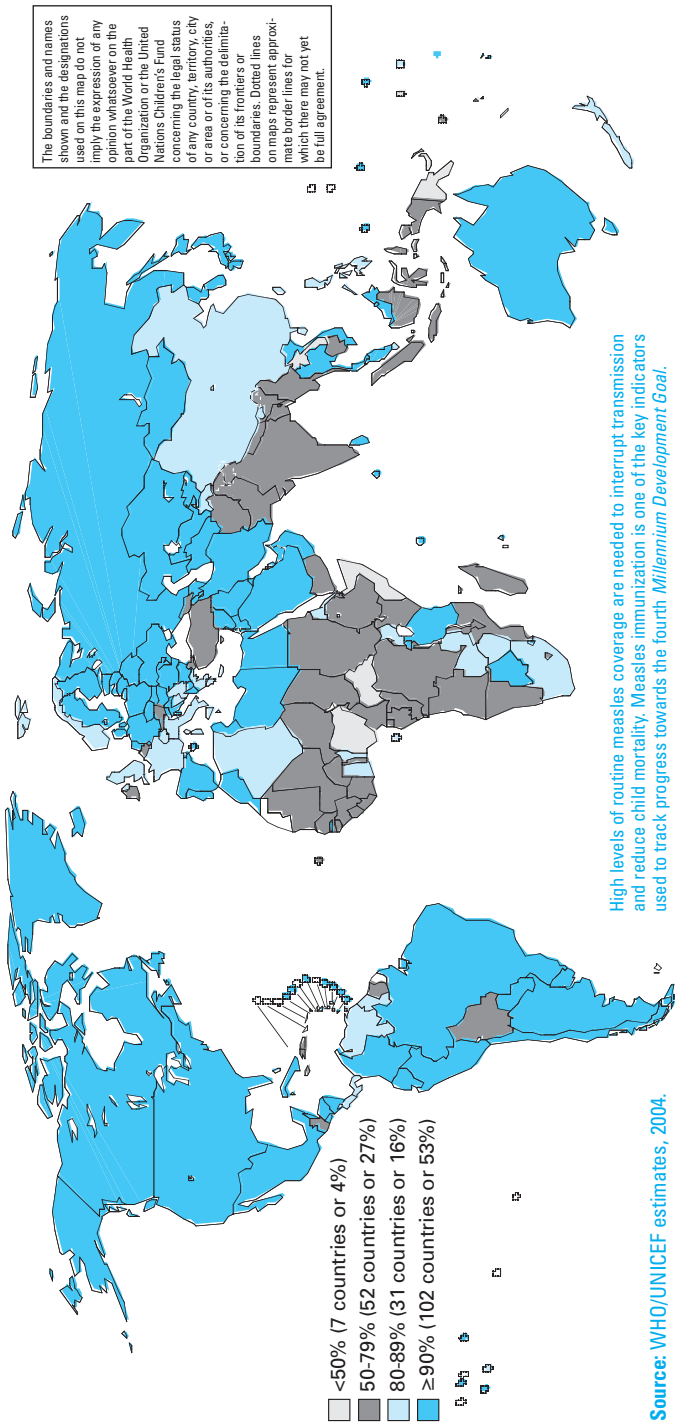 The boundaries and names
shown and the designations
used on this map do not
imply the expression of any
opinion whatsoever on the
part of the World Health
Organization or the United
Nations Children's Fund
concerning the legal status
of any country, territory, city
or area or of its authorities,
or concerning the delimita-
tion of its frontiers or
boundaries. Dotted lines
on maps represent approxi-
mate border lines for
which there may not yet
be full agreement.
<50% (7 countries or 4%)
50-79% (52 countries or 27%)
80-89% (31 countries or 16%)
≥90% (102 countries or 53%)
High levels of routine measles coverage are needed to interrupt transmission
and reduce child mortality. Measles immunization is one of the key indicators
used to track progress towards the fourth Millennium Development Goal.
Source: WHO/UNICEF estimates, 2004.